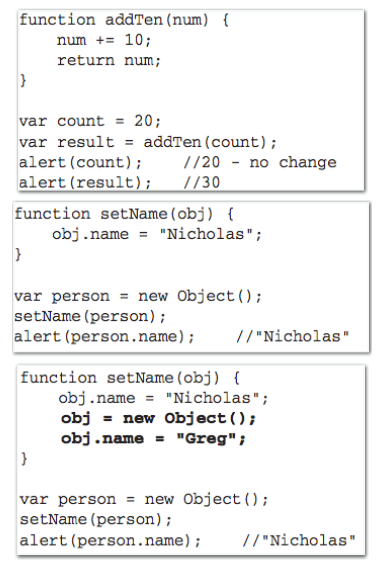 function addTen(num) {
    num += 10;
    return num;
}
var count = 20;
var result = addTen(count);
alert(count);    //20 - no change
alert(result);   //30
function setName(obj) {
    obj.name = "Nicholas";
}
var person = new Object();
setName(person);
alert(person.name);    //"Nicholas"
function setName(obj) {
    obj.name = "Nicholas";
    obj = new Object();
    obj.name = "Greg";
}
var person = new Object();
setName(person);
alert(person.name);    //"Nicholas"